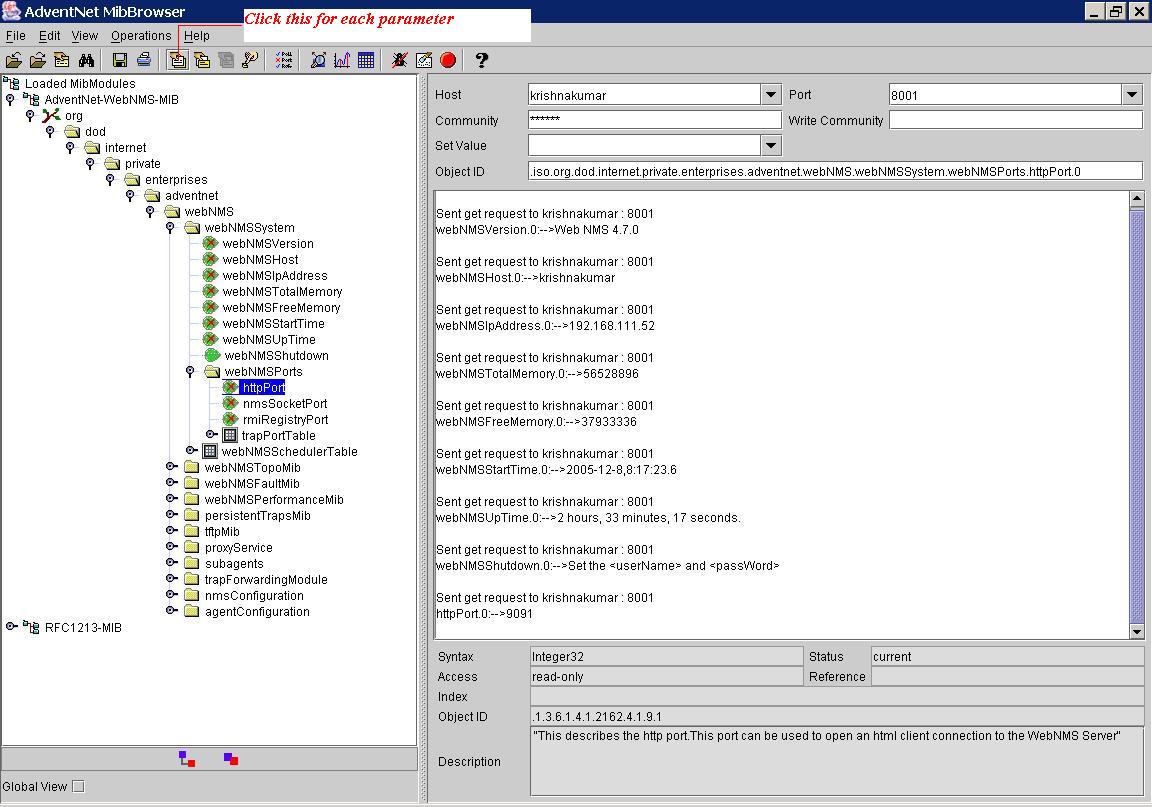 AdventNet MibBrowser
Click this for each parameter
File Edit View Operations Help
Loaded MibModules
AdventNet-WebNMS-MIB
org
dod
internet
private
enterprises
adventnet
webNMS
webNMSSystem
webNMSVersion
webNMSHost
webNMSIpAddress
webNMSTotalMemory
webNMSFreeMemory
webNMSStartTime
webNMSUpTime
webNMSShutdown
webNMSPorts
httpPort
nmsSocketPort
rmiRegistryPort
trapPortTable
webNMSSchedulerTable
webNMSTopoMib
webNMSFaultMib
webNMSPerformanceMib
persistentTrapsMib
tftpMib
proxyService
subagents
trapForwardingModule
nmsConfiguration
agentConfiguration
RFC1213-MIB
Global View
Host krishnakumar Port 8001
Community ****** Write Community
Set Value
Object ID .iso.org.dod.internet.private.enterprises.adventnet.webNMS.webNMSSystem.webNMSPorts.httpPort.0
Sent get request to krishnakumar : 8001
webNMSVersion.0:-->Web NMS 4.7.0
Sent get request to krishnakumar : 8001
webNMSHost.0:-->krishnakumar
Sent get request to krishnakumar : 8001
webNMSIpAddress.0:-->192.168.111.52
Sent get request to krishnakumar : 8001
webNMSTotalMemory.0:-->56528896
Sent get request to krishnakumar : 8001
webNMSFreeMemory.0:-->37933336
Sent get request to krishnakumar : 8001
webNMSStartTime.0:-->2005-12-8,8:17:23.6
Sent get request to krishnakumar : 8001
webNMSUpTime.0:-->2 hours, 33 minutes, 17 seconds.
Sent get request to krishnakumar : 8001
webNMSShutdown.0:-->Set the <userName> and <passWord>
Sent get request to krishnakumar : 8001
httpPort.0:-->9091
Syntax Integer32 Status current
Access read-only Reference
Index
Object ID .1.3.6.1.4.1.2162.4.1.9.1
Description "This describes the http port.This port can be used to open an html client connection to the WebNMS Server"